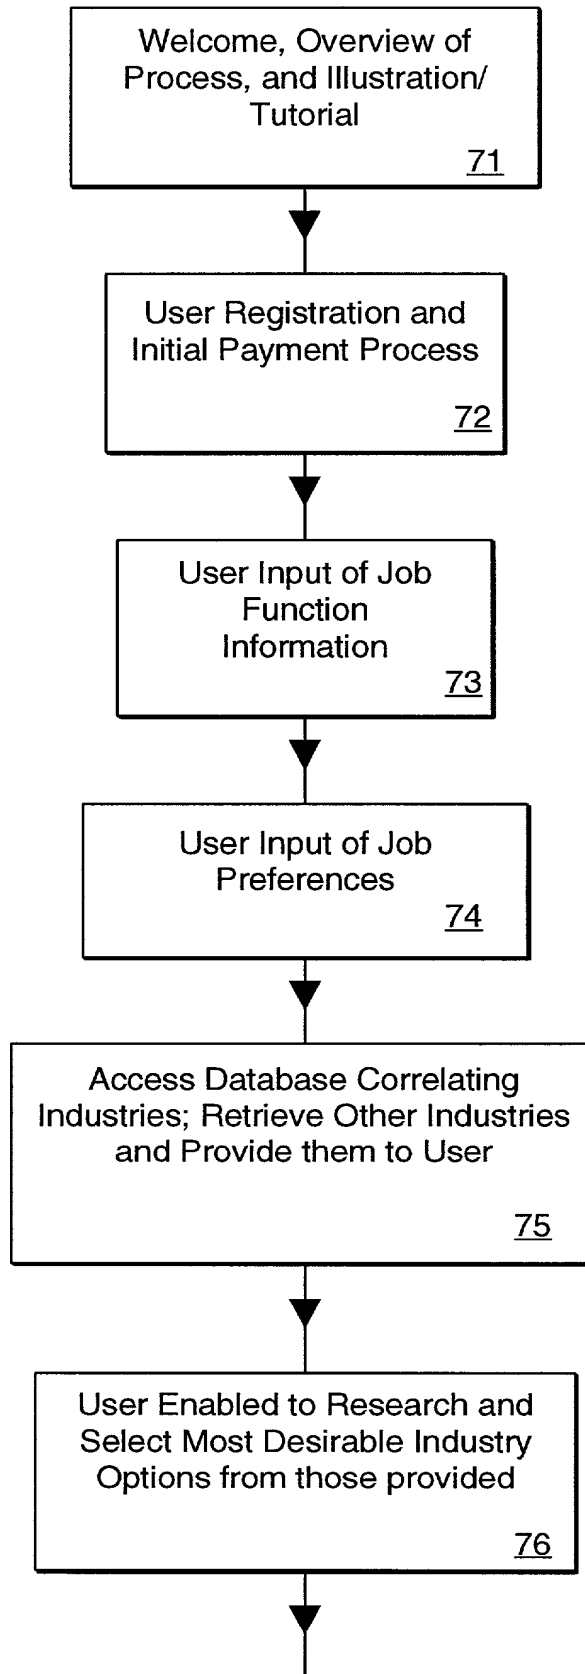 Welcome, Overview of
Process, and Illustration/
Tutorial
71
User Registration and
Initial Payment Process
72
User Input of Job
Function
Information
73
User Input of Job
Preferences
74
Access Database Correlating
Industries; Retrieve Other Industries
and Provide them to User
75
User Enabled to Research and
Select Most Desirable Industry
Options from those provided
76